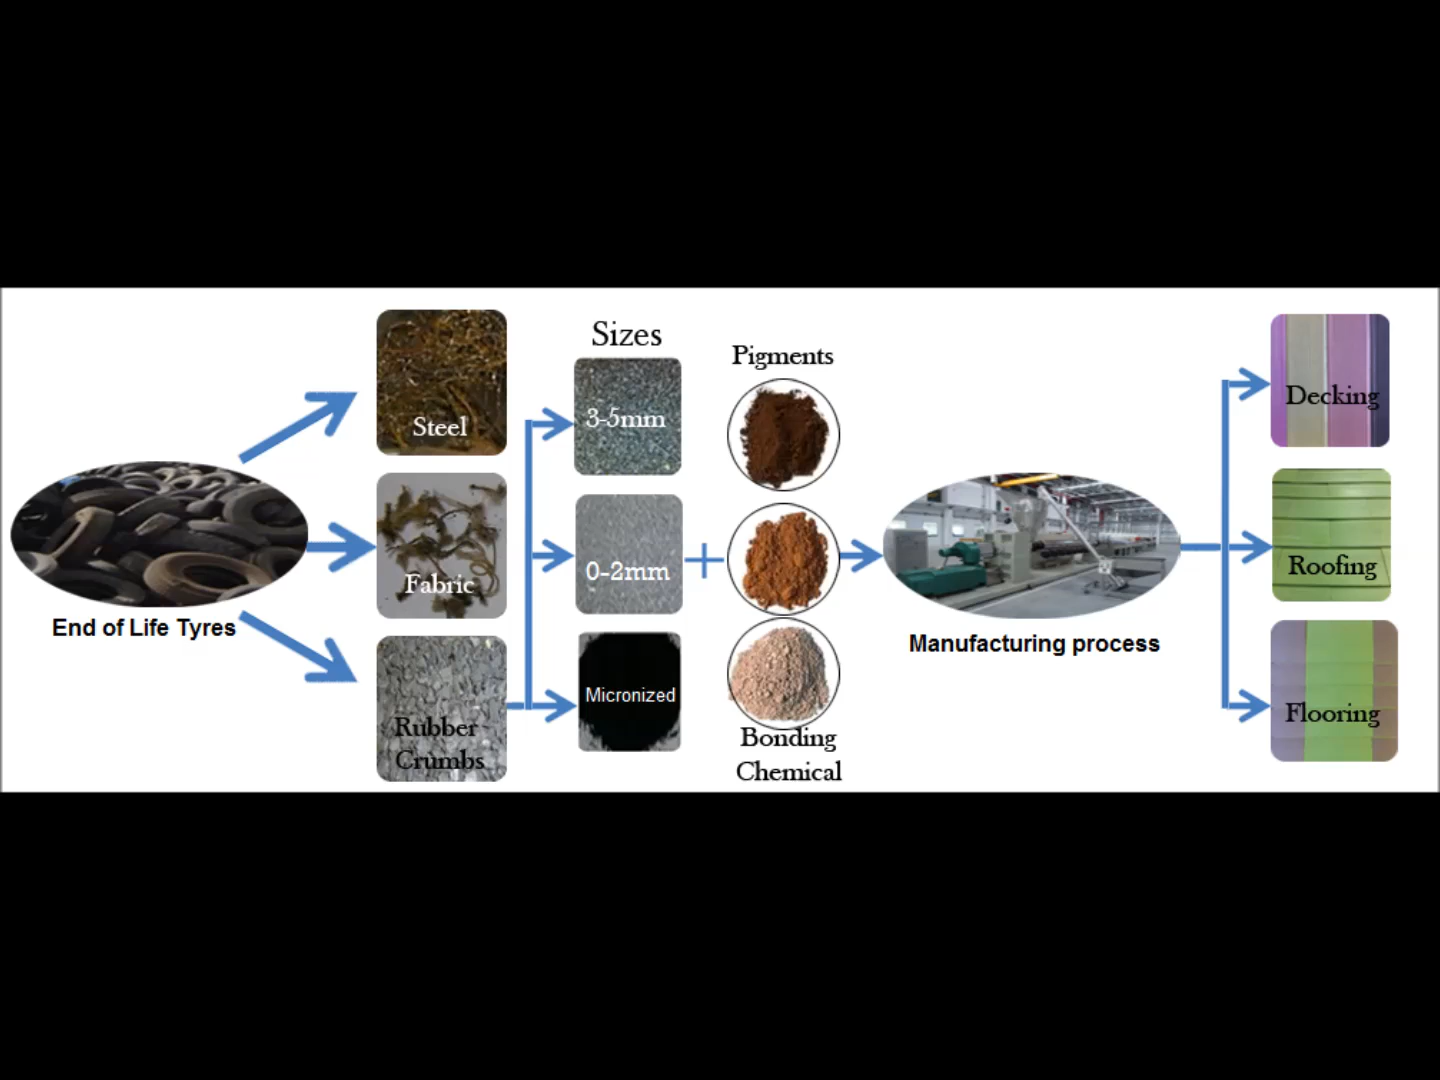 End of Life Tyres
Steel
Fabric
Rubber
Crumbs
Sizes
3-5mm
0-2mm
Micronized
Pigments
Bonding
Chemical
Manufacturing process
Decking
Roofing
Flooring